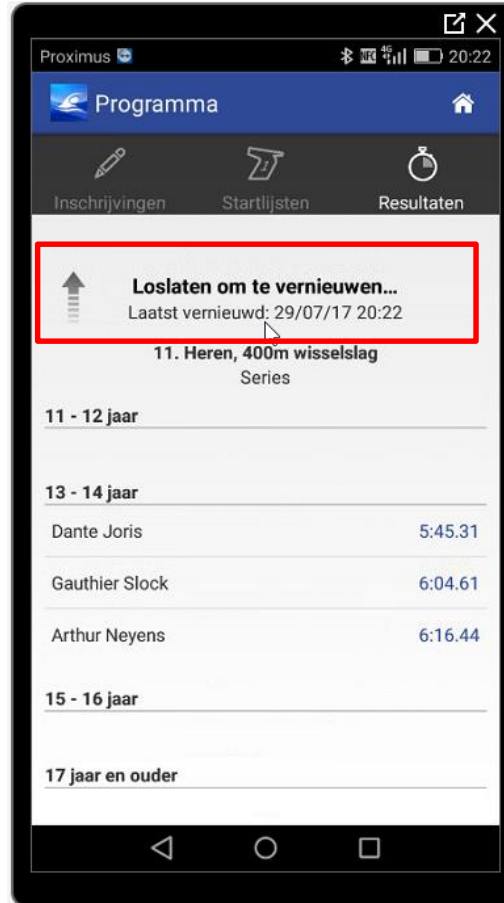 Proximus
NFC 4G 20:22
Programma
Inschrijvingen Startlijsten Resultaten
Loslaten om te vernieuwen...
Laatst vernieuwd: 29/07/17 20:22
11. Heren, 400m wisselslag
Series
11 - 12 jaar
13 - 14 jaar
Dante Joris 5:45.31
Gauthier Slock 6:04.61
Arthur Neyens 6:16.44
15 - 16 jaar
17 jaar en ouder